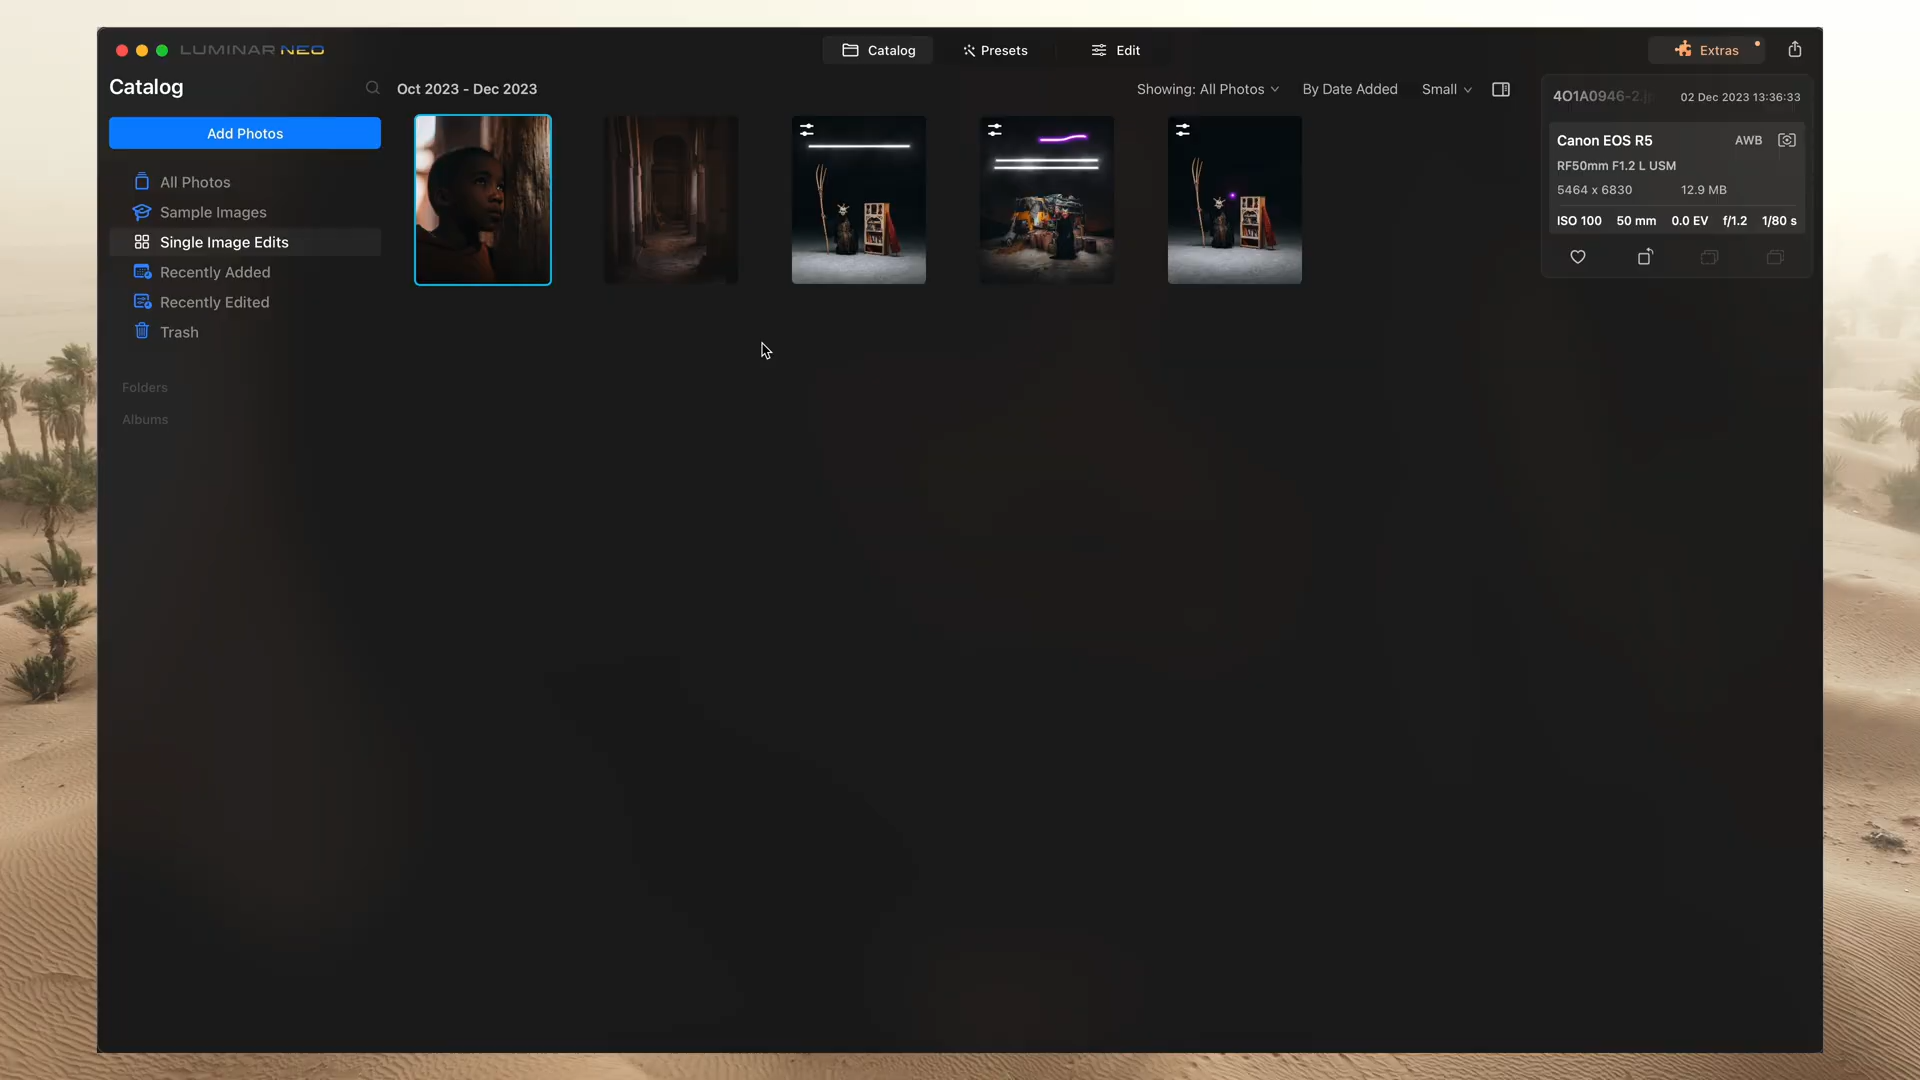 LUMINAR NEO
Catalog
Presets
Edit
Extras
Catalog
Oct 2023 - Dec 2023
Showing: All Photos
By Date Added
Small
4O1A0946-2.j
02 Dec 2023 13:36:33
Add Photos
Canon EOS R5
AWB
RF50mm F1.2 L USM
5464 x 6830
12.9 MB
ISO 100
50 mm
0.0 EV
f/1.2
1/80 s
All Photos
Sample Images
Single Image Edits
Recently Added
Recently Edited
Trash
Folders
Albums